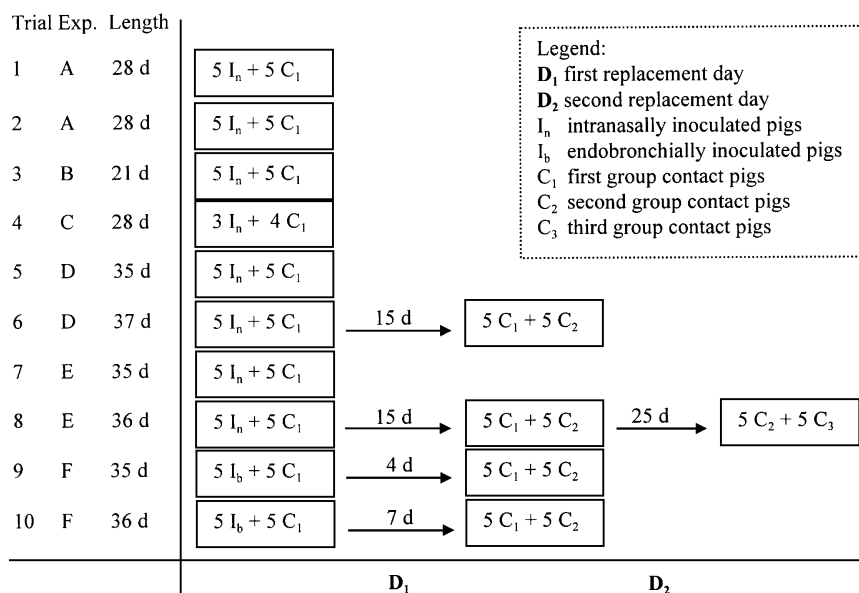 Trial Exp. Length
1 A 28 d 5 Iₙ + 5 C₁
2 A 28 d 5 Iₙ + 5 C₁
3 B 21 d 5 Iₙ + 5 C₁
4 C 28 d 3 Iₙ + 4 C₁
5 D 35 d 5 Iₙ + 5 C₁
6 D 37 d 5 Iₙ + 5 C₁ 15 d 5 C₁ + 5 C₂
7 E 35 d 5 Iₙ + 5 C₁
8 E 36 d 5 Iₙ + 5 C₁ 15 d 5 C₁ + 5 C₂ 25 d 5 C₂ + 5 C₃
9 F 35 d 5 I_b + 5 C₁ 4 d 5 C₁ + 5 C₂
10 F 36 d 5 I_b + 5 C₁ 7 d 5 C₁ + 5 C₂
D₁ D₂
Legend:
D₁ first replacement day
D₂ second replacement day
Iₙ intranasally inoculated pigs
I_b endobronchially inoculated pigs
C₁ first group contact pigs
C₂ second group contact pigs
C₃ third group contact pigs